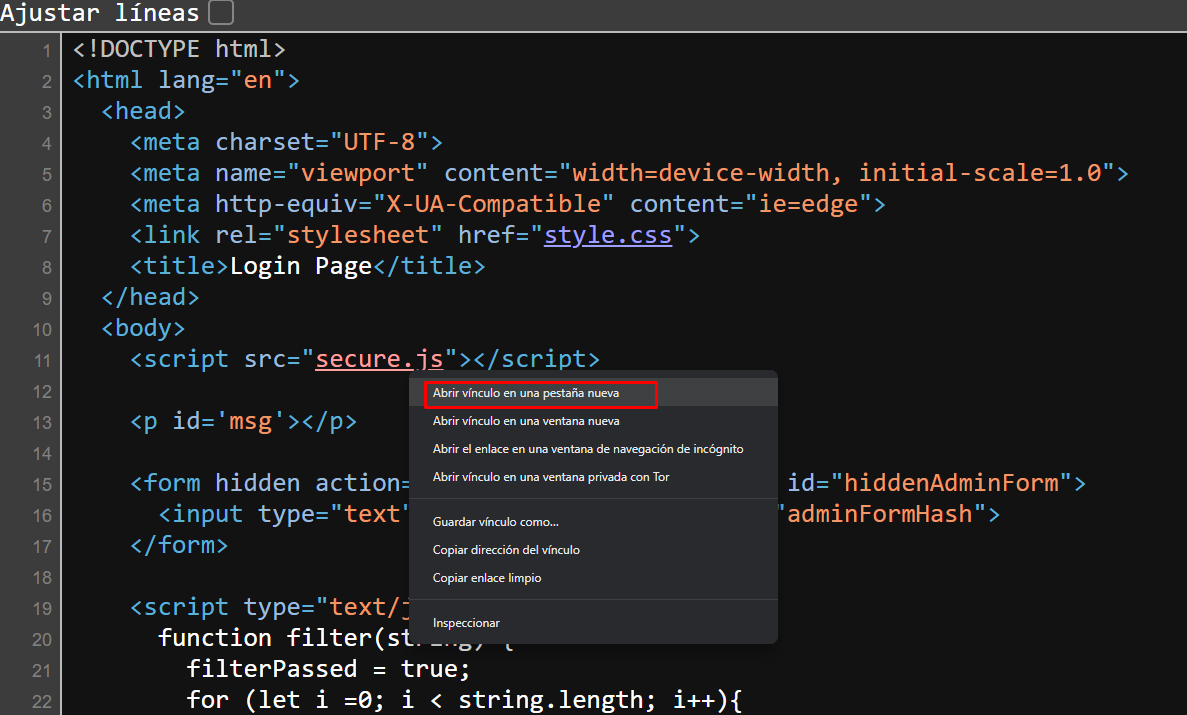 Ajustar líneas
1 <!DOCTYPE html>
2 <html lang="en">
3 <head>
4 <meta charset="UTF-8">
5 <meta name="viewport" content="width=device-width, initial-scale=1.0">
6 <meta http-equiv="X-UA-Compatible" content="ie=edge">
7 <link rel="stylesheet" href="style.css">
8 <title>Login Page</title>
9 </head>
10 <body>
11 <script src="secure.js"></script>
12
13 <p id='msg'></p>
14
15 <form hidden action= id="hiddenAdminForm">
16 <input type="text" "adminFormHash">
17 </form>
18
19 <script type="text/
20 function filter(string) {
21 filterPassed = true;
22 for (let i =0; i < string.length; i++){
Abrir vínculo en una pestaña nueva
Abrir vínculo en una ventana nueva
Abrir el enlace en una ventana de navegación de incógnito
Abrir vínculo en una ventana privada con Tor
Guardar vínculo como...
Copiar dirección del vínculo
Copiar enlace limpio
Inspeccionar